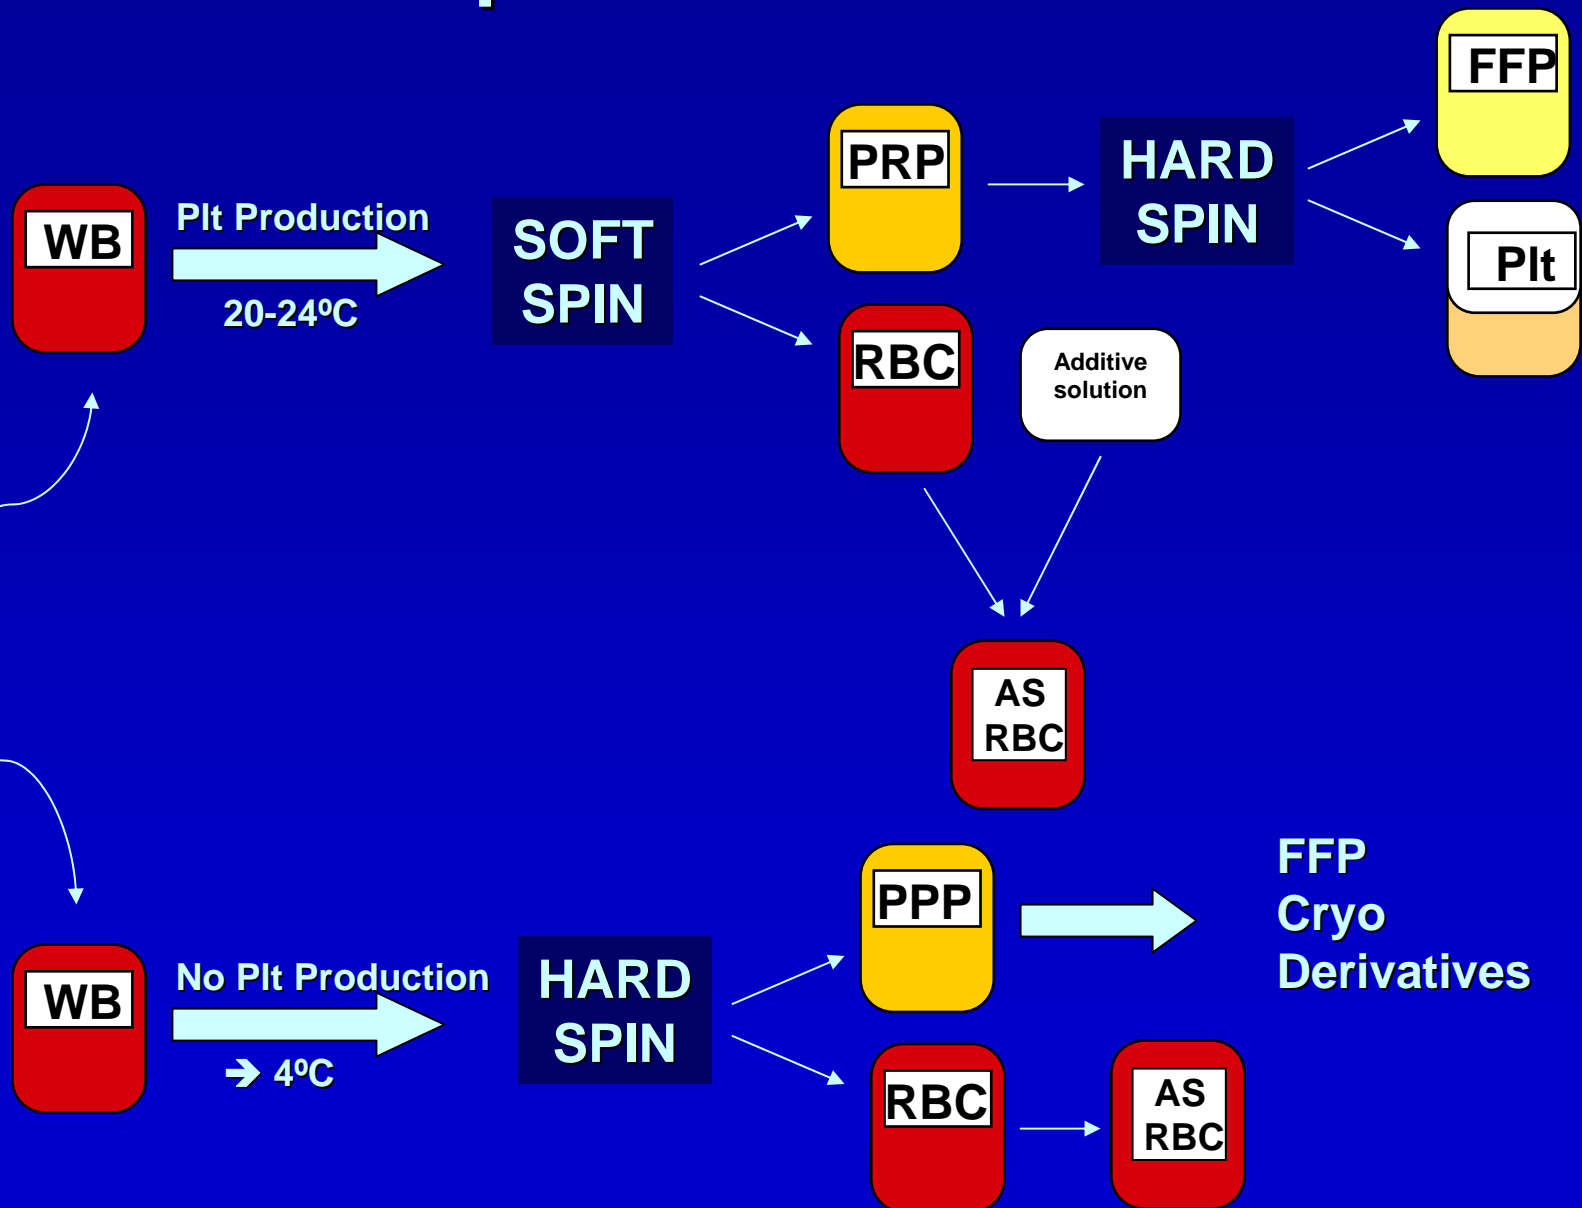 FFP
PRP
HARD
SPIN
WB
Plt Production
20-24ºC
SOFT
SPIN
Plt
RBC
Additive
solution
AS
RBC
PPP
FFP
Cryo
Derivatives
WB
No Plt Production
➔ 4ºC
HARD
SPIN
RBC
AS
RBC